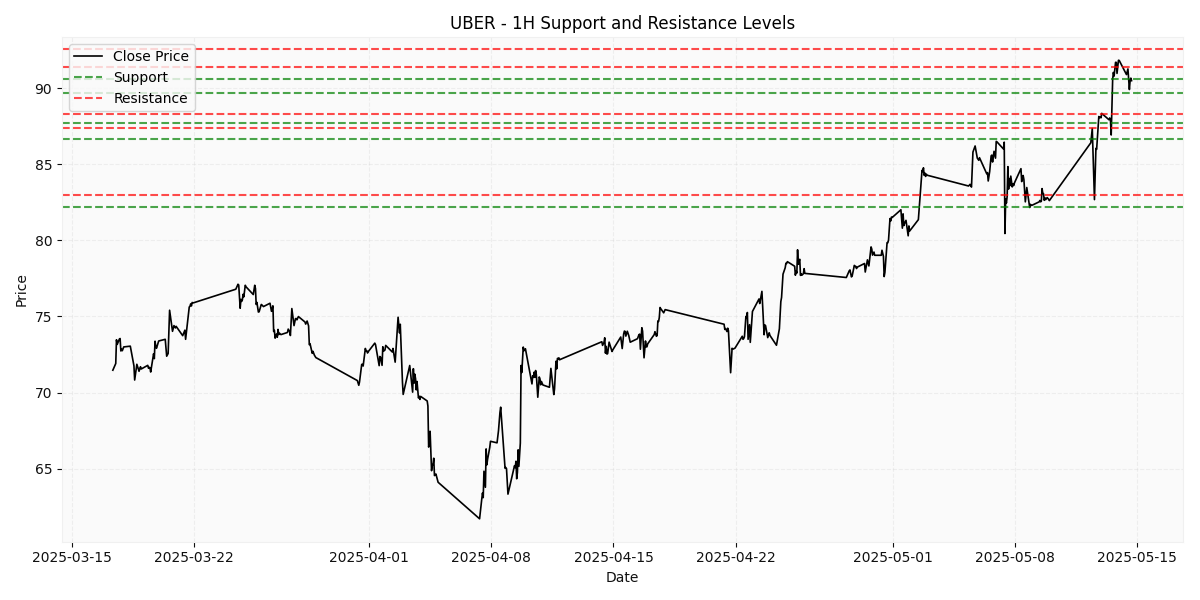 UBER - 1H Support and Resistance Levels
Close Price
Support
Resistance
Price
90
85
80
75
70
65
2025-03-15
2025-03-22
2025-04-01
2025-04-08
2025-04-15
2025-04-22
2025-05-01
2025-05-08
2025-05-15
Date